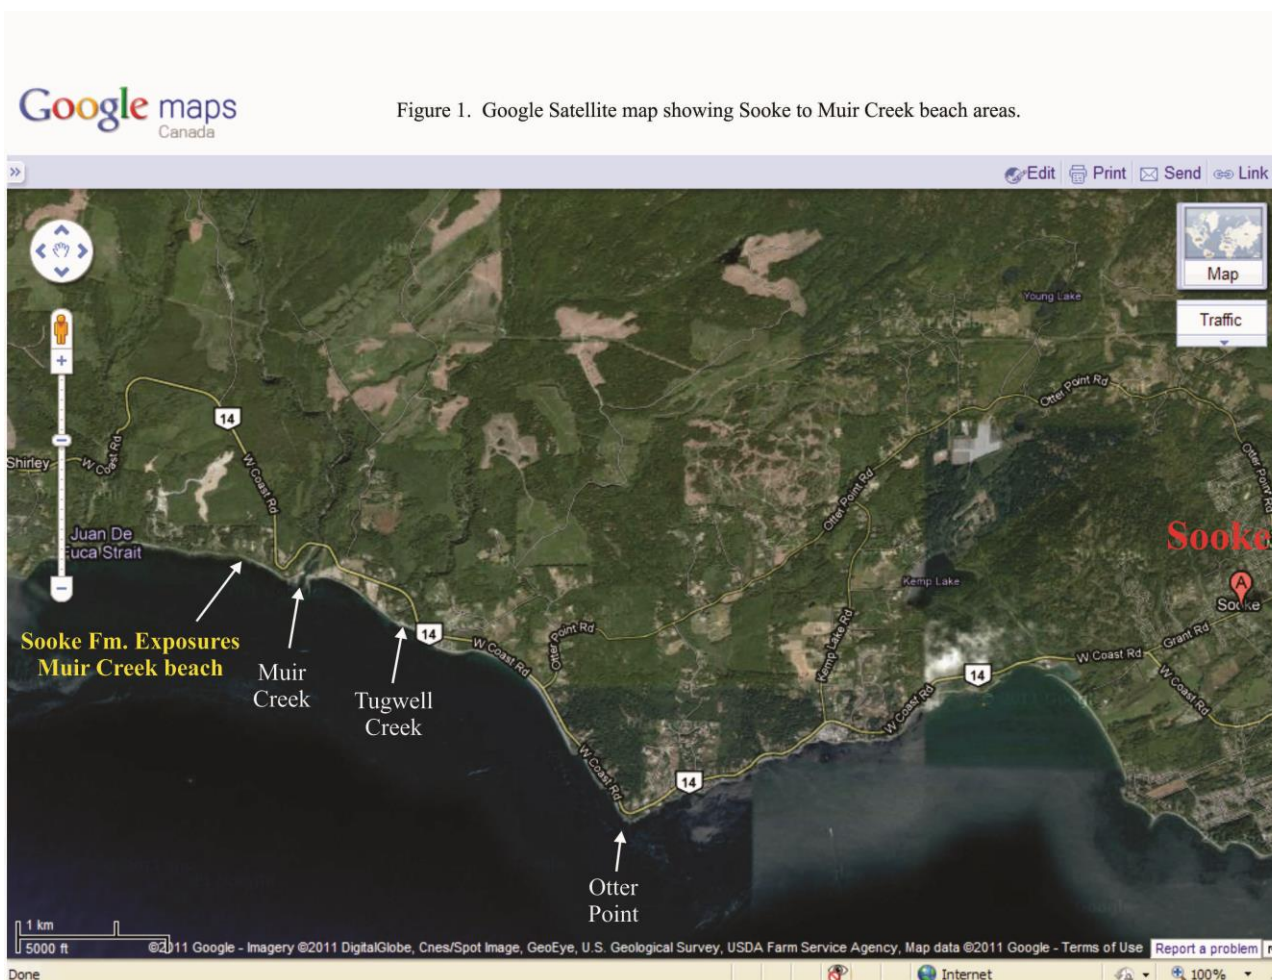 Google maps
Canada
Figure 1. Google Satellite map showing Sooke to Muir Creek beach areas.
»
Edit
Print
Send
Link
Map
Traffic
Young Lake
Otter Point Rd
14
W Coast Rd
Shirley
W Coast Rd
Otter Point Rd
Otter Point Rd
Juan De
Fuca Strait
Sooke
A
Sooke
Kemp Lake
Grant Rd
Sooke Fm. Exposures
Muir Creek beach
Muir
Creek
Tugwell
Creek
14
W Coast Rd
Otter Point Rd
Kemp Lake Rd
W Coast Rd
14
W Coast Rd
W Coast Rd
W Coast Rd
14
Otter
Point
1 km
5000 ft
©2011 Google - Imagery ©2011 DigitalGlobe, Cnes/Spot Image, GeoEye, U.S. Geological Survey, USDA Farm Service Agency, Map data ©2011 Google - Terms of Use
Report a problem
Done
Internet
100%